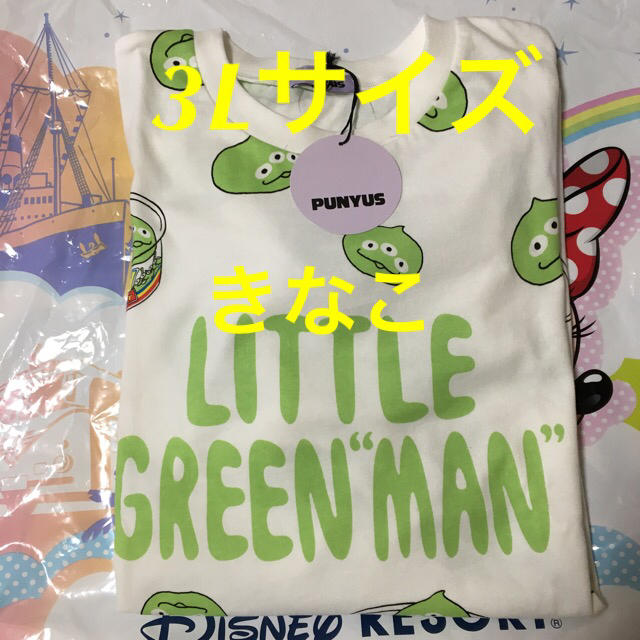 3Lサイズ
PUNYUS
きなこ
LITTLE
GREEN "MAN"
DISNEY RESORT®